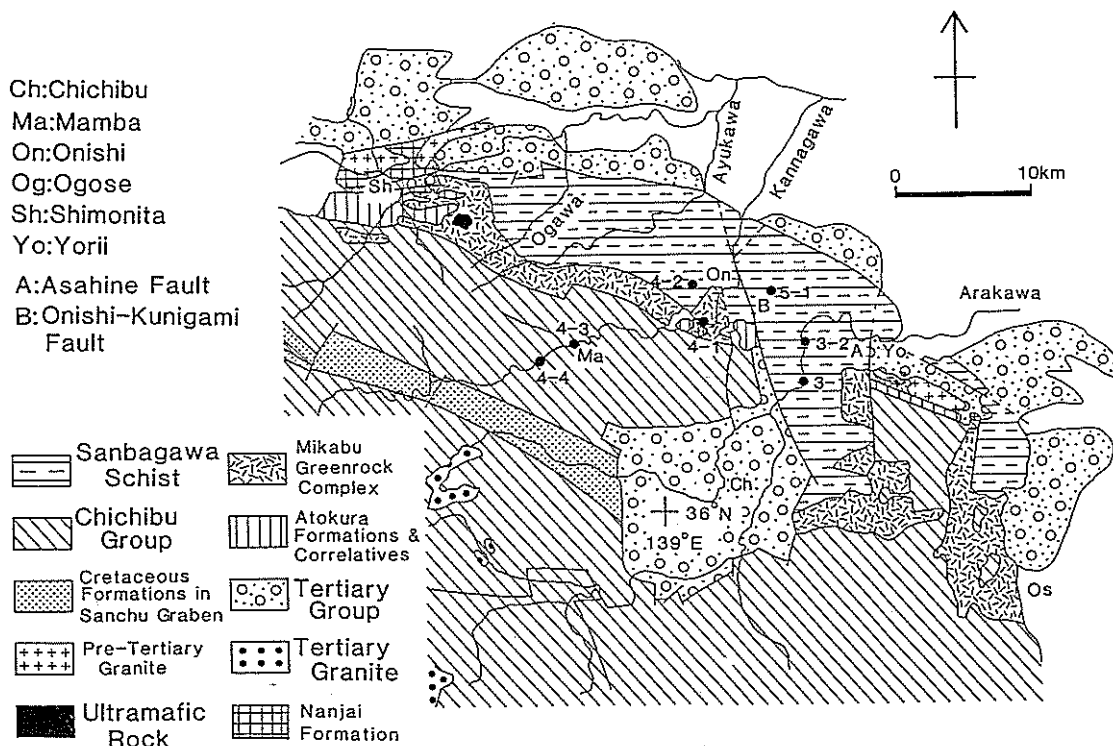 Ch:Chichibu
Ma:Mamba
On:Onishi
Og:Ogose
Sh:Shimonita
Yo:Yorii
A:Asahine Fault
B:Onishi-Kunigami
Fault
Ayukawa
Kannagawa
0
10km
Sh
Ogawa
4-2
On
B
5-1
Arakawa
4-1
4-3
Ma
4-4
3-2
A
Yo
3-
Ch
36°N
139°E
Os
Sanbagawa
Schist
Mikabu
Greenrock
Complex
Chichibu
Group
Atokura
Formations &
Correlatives
Cretaceous
Formations in
Sanchu Graben
Tertiary
Group
Pre-Tertiary
Granite
Tertiary
Granite
Ultramafic
Rock
Nanjai
Formation